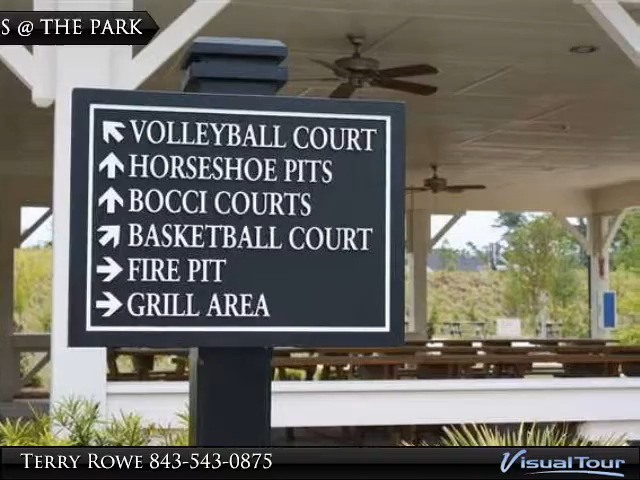 S @ THE PARK
VOLLEYBALL COURT
HORSESHOE PITS
BOCCI COURTS
BASKETBALL COURT
FIRE PIT
GRILL AREA
TERRY ROWE 843-543-0875
VISUALTOUR